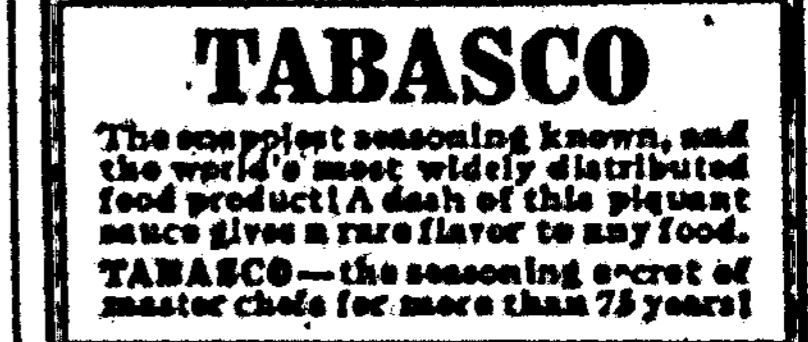 TABASCO
The snappiest seasoning known, and
the world's most widely distributed
food product! A dash of this piquant
sauce gives a rare flavor to any food.
TABASCO—the seasoning secret of
master chefs for more than 75 years!